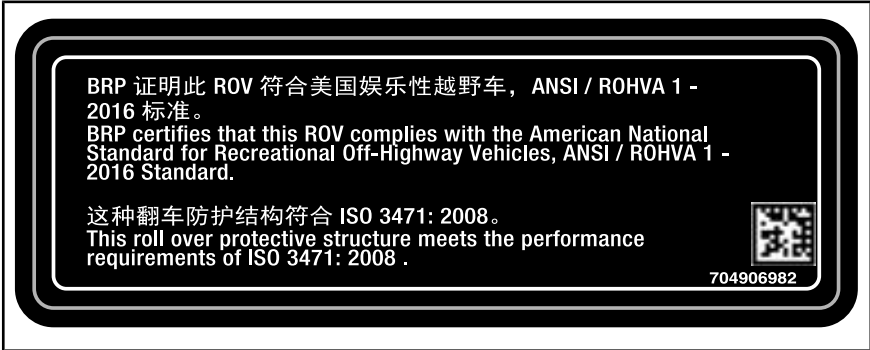 BRP 证明此 ROV 符合美国娱乐性越野车，ANSI / ROHVA 1 -
2016 标准。
BRP certifies that this ROV complies with the American National
Standard for Recreational Off-Highway Vehicles, ANSI / ROHVA 1 -
2016 Standard.
这种翻车防护结构符合 ISO 3471: 2008。
This roll over protective structure meets the performance
requirements of ISO 3471: 2008 .
704906982